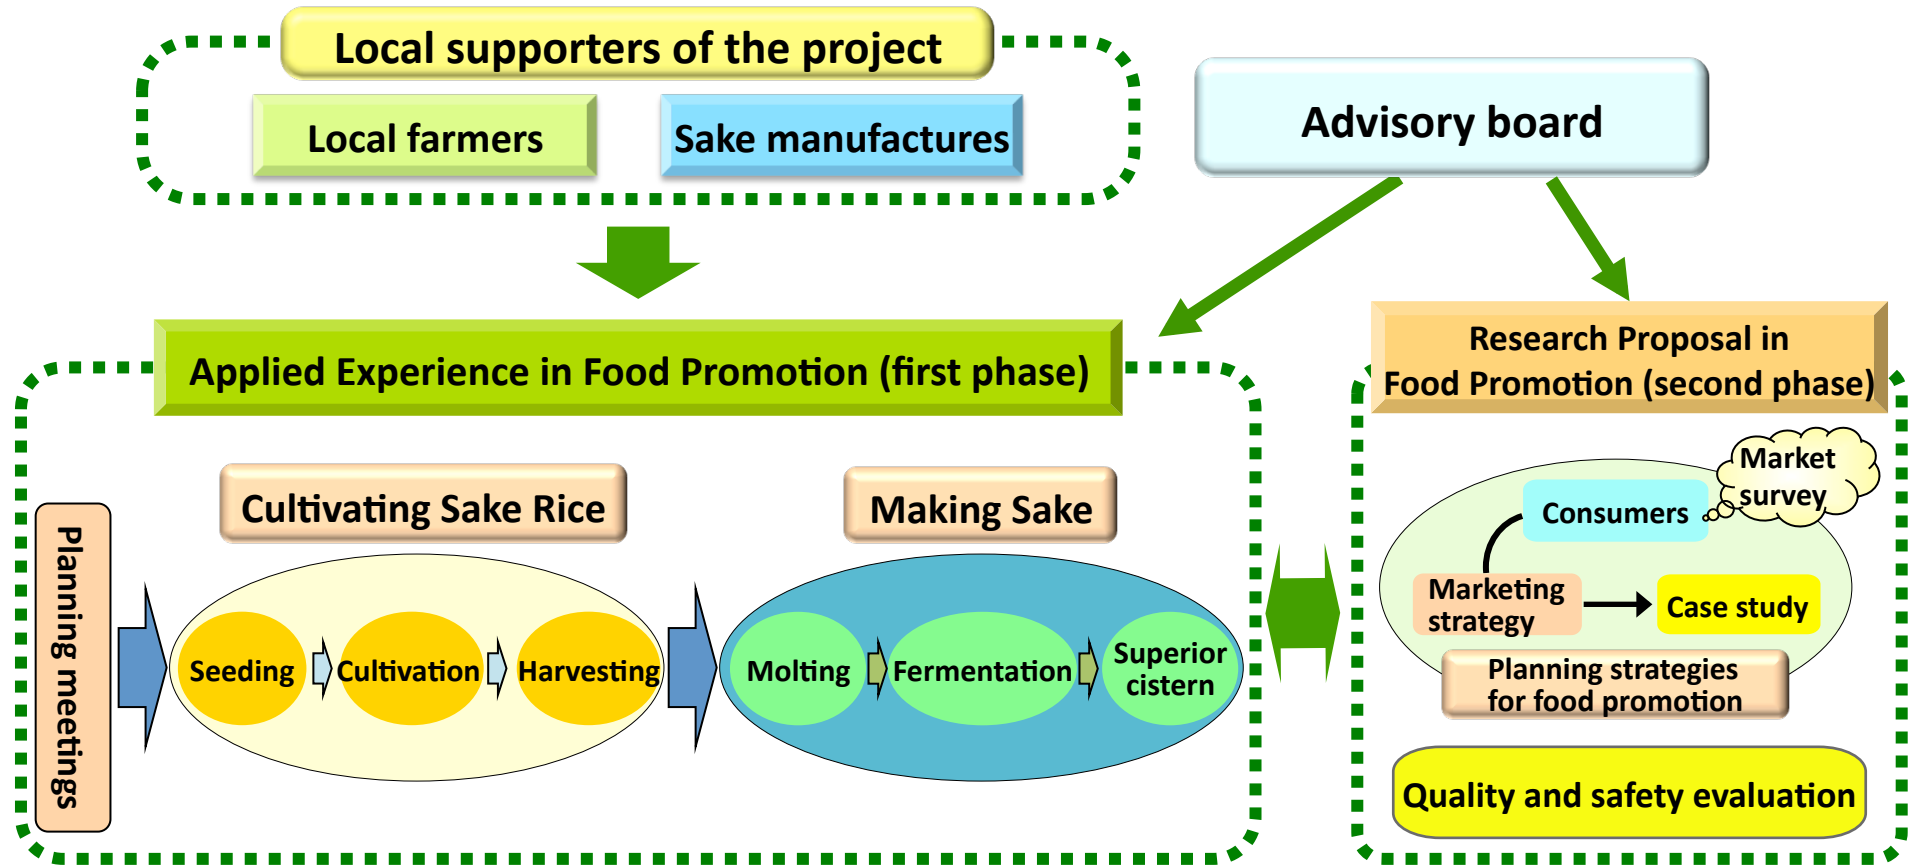 Local supporters of the project
Local farmers
Sake manufactures
Advisory board
Applied Experience in Food Promotion (first phase)
Research Proposal in
Food Promotion (second phase)
Planning meetings
Cultivating Sake Rice
Seeding
Cultivation
Harvesting
Making Sake
Molting
Fermentation
Superior
cistern
Market
survey
Consumers
Marketing
strategy
Case study
Planning strategies
for food promotion
Quality and safety evaluation